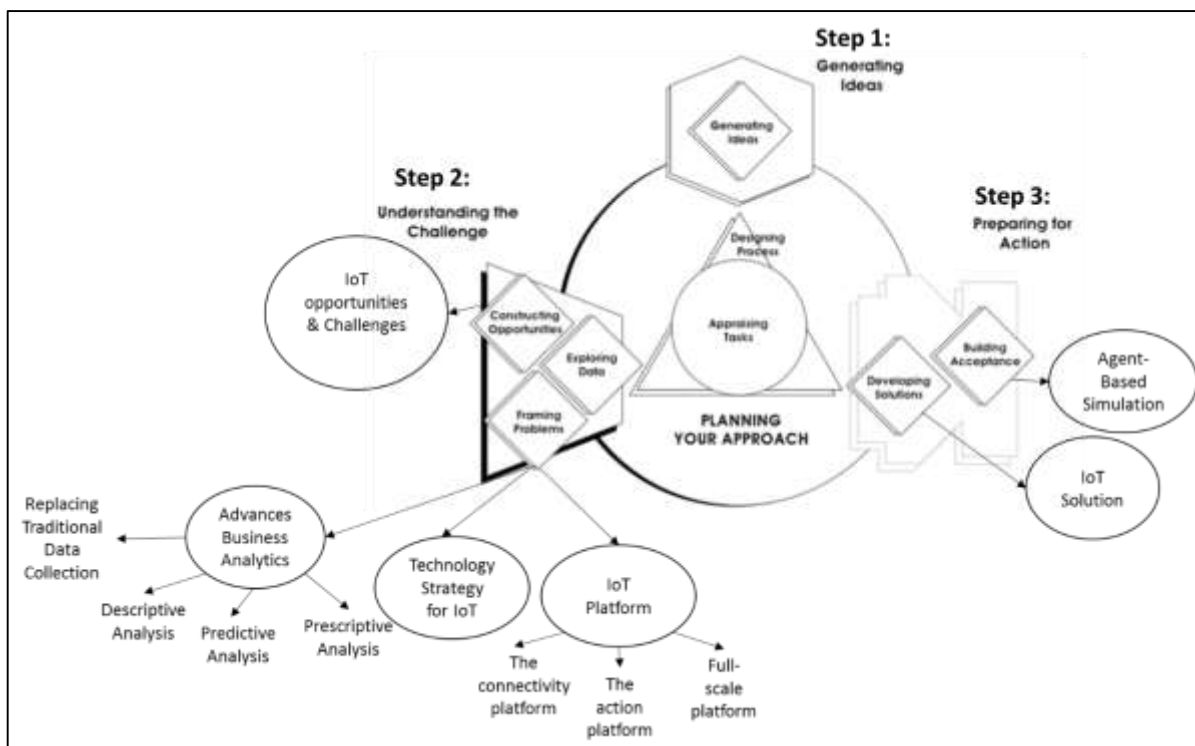 Step 1:
Generating
Ideas
Generating
Ideas
Step 2:
Understanding the
Challenge
Step 3:
Preparing for
Action
Designing
Process
Appraising
Tasks
PLANNING
YOUR APPROACH
IoT
opportunities
& Challenges
Constructing
Opportunities
Exploring
Data
Framing
Problems
Building
Acceptance
Developing
Solutions
Agent-
Based
Simulation
IoT
Solution
Replacing
Traditional
Data
Collection
Advances
Business
Analytics
Descriptive
Analysis
Predictive
Analysis
Prescriptive
Analysis
Technology
Strategy
for IoT
IoT
Platform
The
connectivity
platform
The
action
platform
Full-
scale
platform